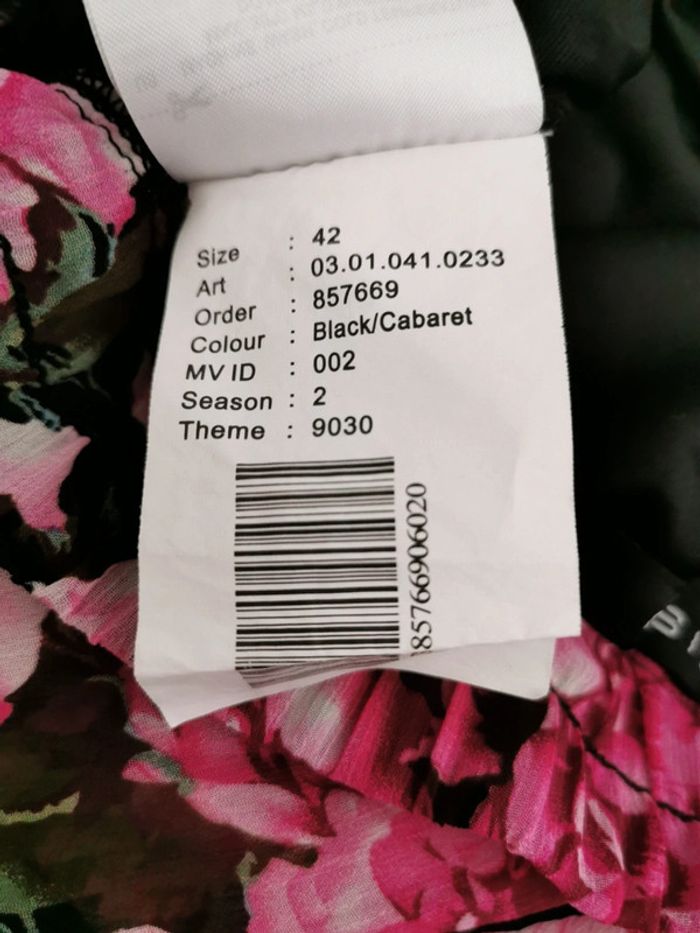 Size : 42
Art : 03.01.041.0233
Order : 857669
Colour : Black/Cabaret
MV ID : 002
Season : 2
Theme : 9030
85766906020